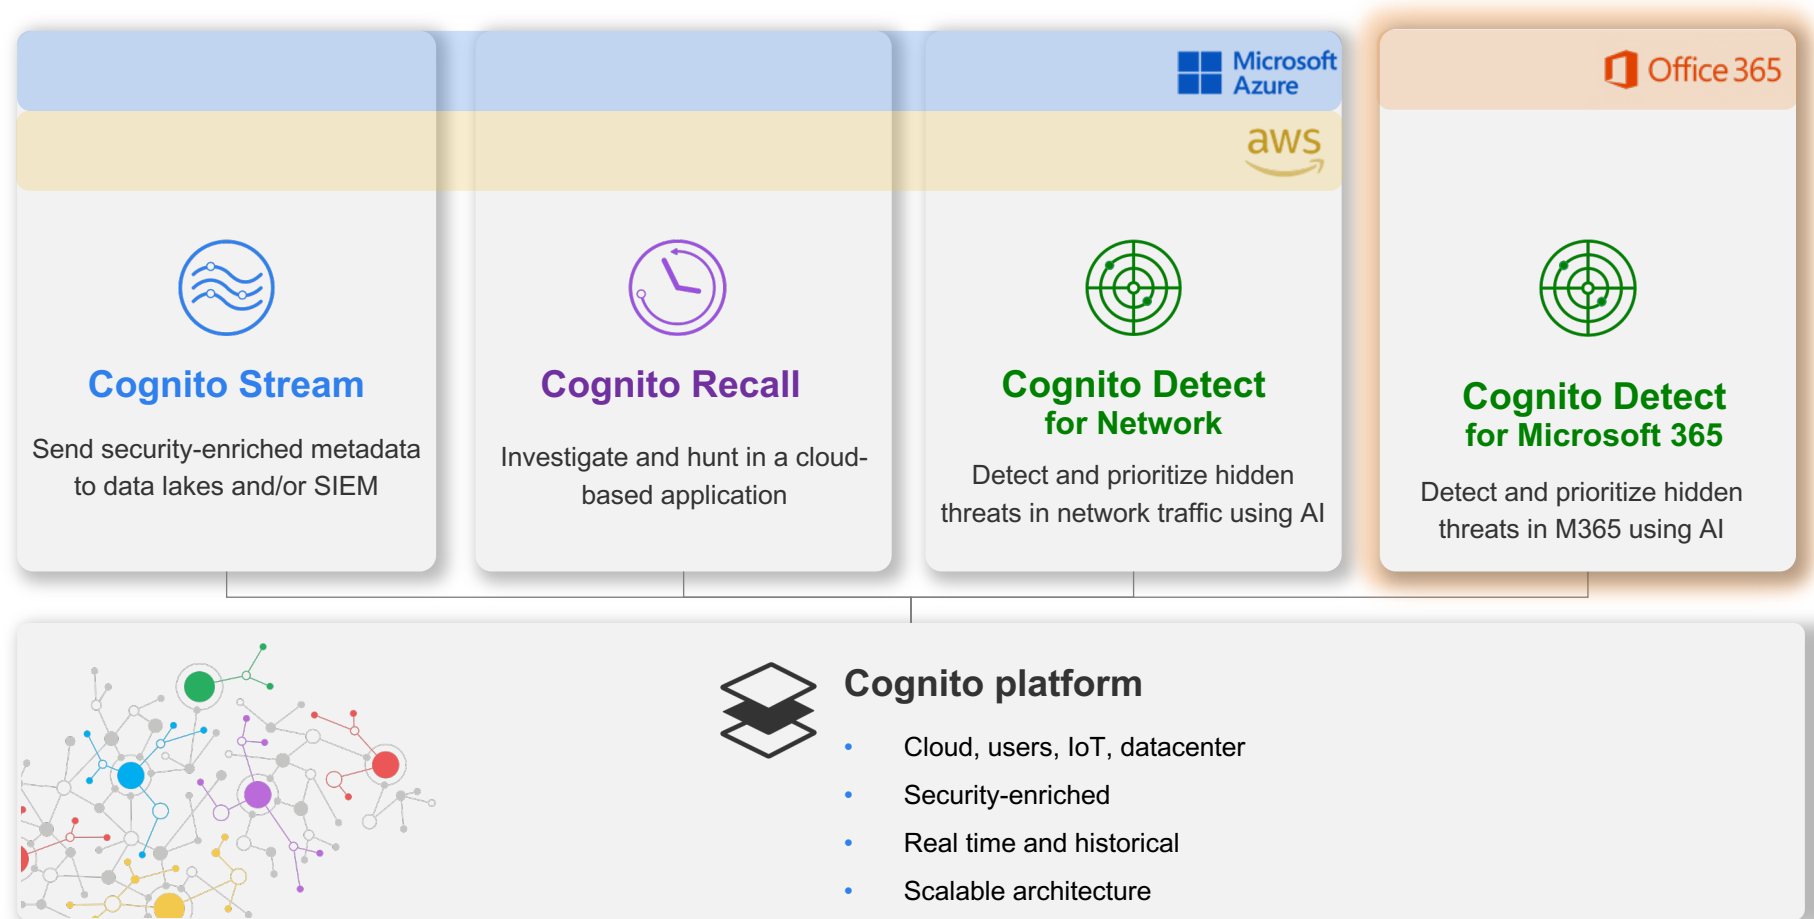 Microsoft
Azure
Office 365
aws
Cognito Stream
Send security-enriched metadata
to data lakes and/or SIEM
Cognito Recall
Investigate and hunt in a cloud-
based application
Cognito Detect
for Network
Detect and prioritize hidden
threats in network traffic using AI
Cognito Detect
for Microsoft 365
Detect and prioritize hidden
threats in M365 using AI
Cognito platform
• Cloud, users, IoT, datacenter
• Security-enriched
• Real time and historical
• Scalable architecture